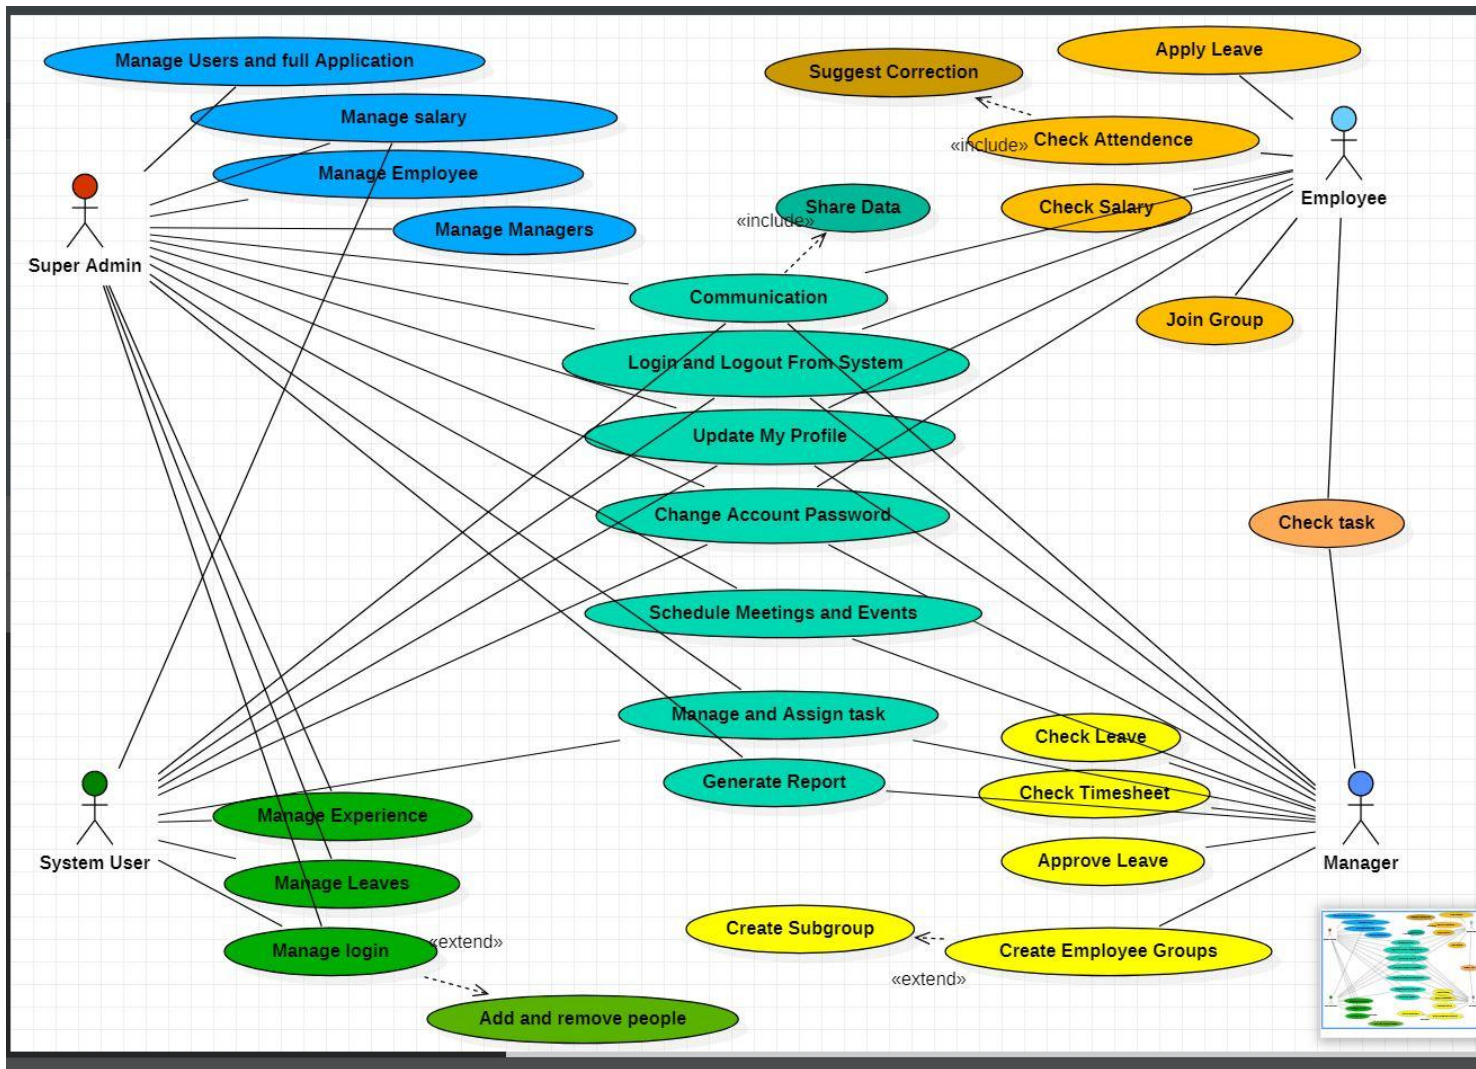 Manage Users and full Application
Apply Leave
Suggest Correction
Manage salary
Check Attendence
«include»
Manage Employee
Employee
Share Data
Check Salary
«include»
Manage Managers
Super Admin
Communication
Join Group
Login and Logout From System
Update My Profile
Change Account Password
Check task
Schedule Meetings and Events
Manage and Assign task
Check Leave
Generate Report
Check Timesheet
Manage Experience
System User
Approve Leave
Manager
Manage Leaves
Create Subgroup
«extend»
Manage login
Create Employee Groups
«extend»
Add and remove people